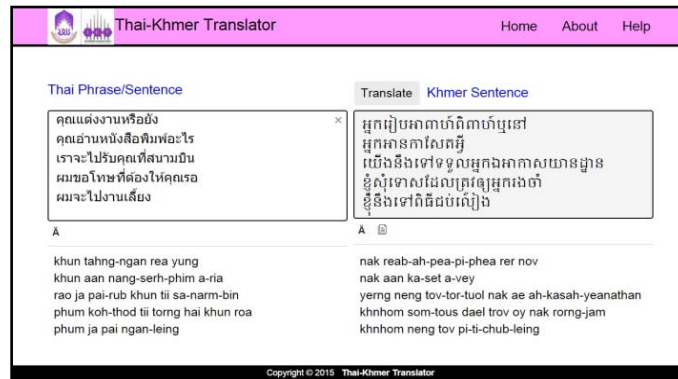 Thai-Khmer Translator
Home About Help
Thai Phrase/Sentence
Translate Khmer Sentence
คุณแต่งงานหรือยัง ×
คุณอ่านหนังสือพิมพ์อะไร
เราจะไปรับคุณที่สนามบิน
ผมขอโทษที่ต้องให้คุณรอ
ผมจะไปงานเลี้ยง
អ្នករៀបអាពាហ៍ពិពាហ៍ឬនៅ
អ្នកអានកាសែតអ្វី
យើងនឹងទៅទទួលអ្នកឯអាកាសយានដ្ឋាន
ខ្ញុំសុំទោសដែលត្រូវឲ្យអ្នករងចាំ
ខ្ញុំនឹងទៅពិធីជប់លៀង
Ä
Ä
khun tahng-ngan rea yung
khun aan nang-serh-phim a-ria
rao ja pai-rub khun tii sa-narm-bin
phum koh-thod tii torng hai khun roa
phum ja pai ngan-leing
nak reab-ah-pea-pi-phea rer nov
nak aan ka-set a-vey
yerng neng tov-tor-tuol nak ae ah-kasah-yeanathan
khnhom som-tous dael trov oy nak rorng-jam
khnhom neng tov pi-ti-chub-leing
Copyright © 2015 Thai-Khmer Translator